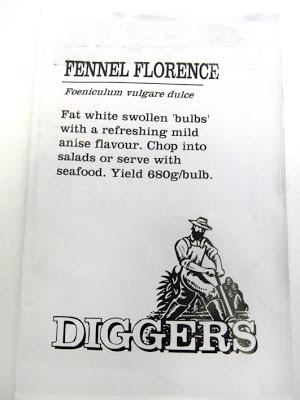 FENNEL FLORENCE
Foeniculum vulgare dulce
Fat white swollen 'bulbs'
with a refreshing mild
anise flavour. Chop into
salads or serve with
seafood. Yield 680g/bulb.
DIGGERS